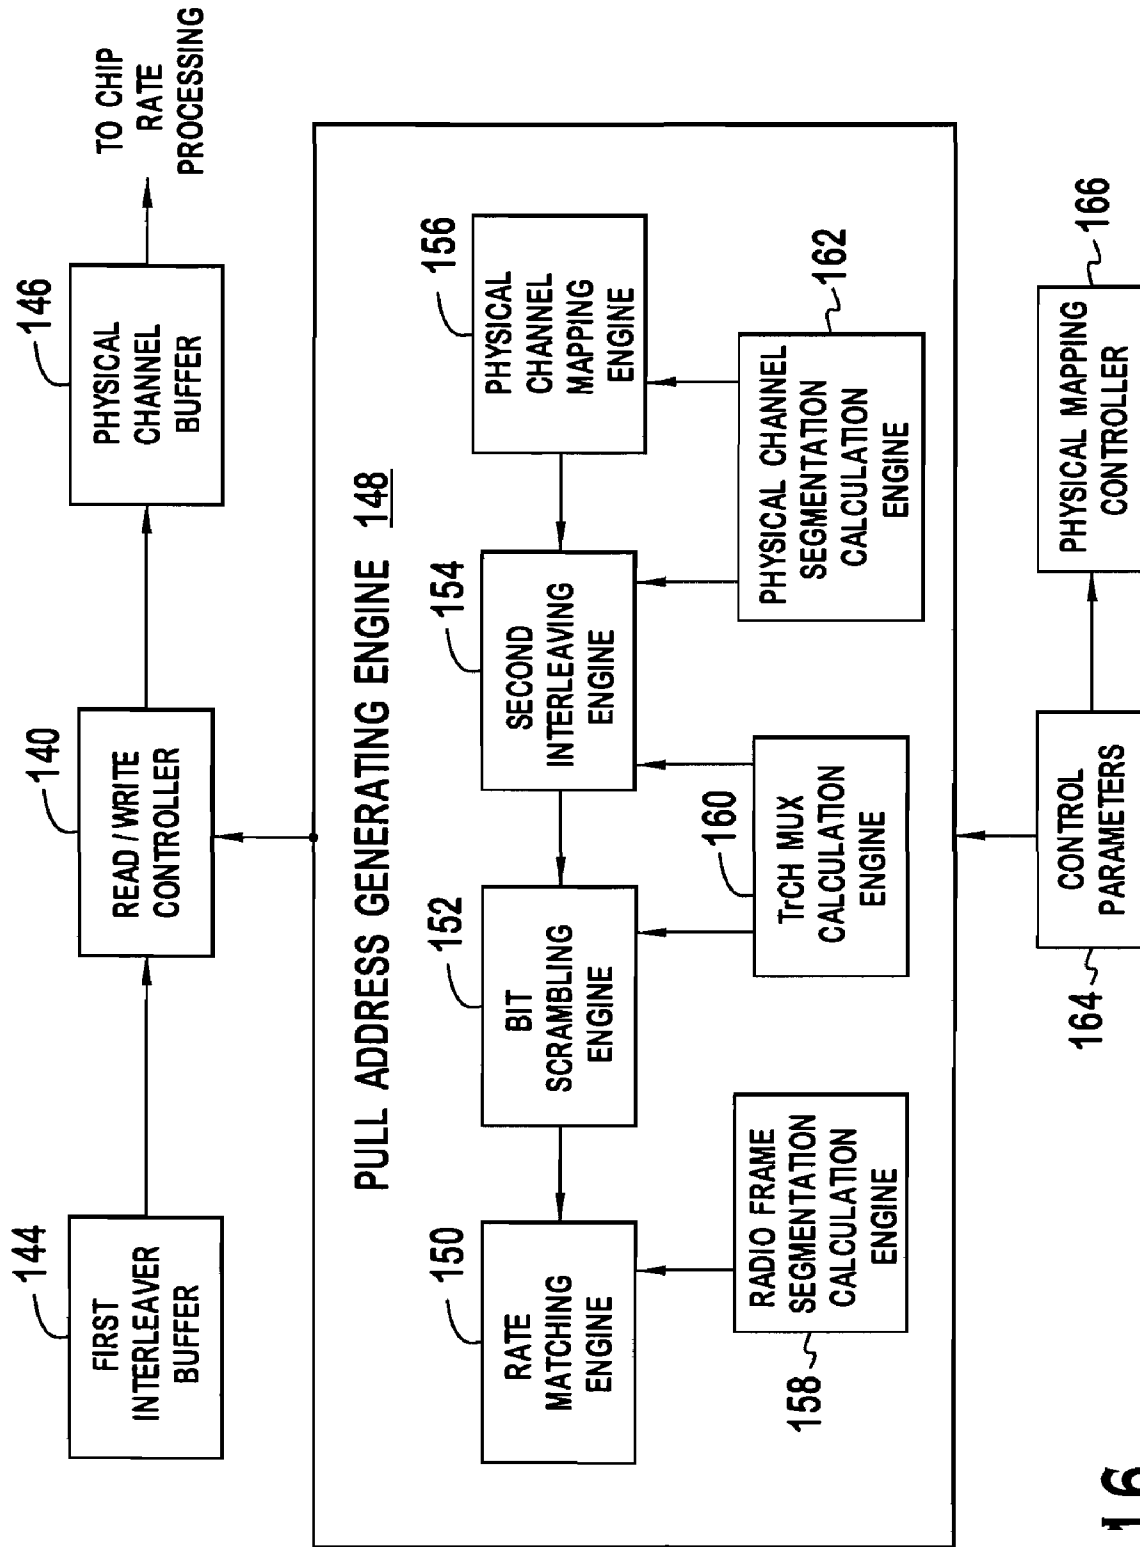 144
FIRST
INTERLEAVER
BUFFER
140
READ/WRITE
CONTROLLER
146
PHYSICAL
CHANNEL
BUFFER
TO CHIP
RATE
PROCESSING
PULL ADDRESS GENERATING ENGINE 148
150
RATE
MATCHING
ENGINE
152
BIT
SCRAMBLING
ENGINE
154
SECOND
INTERLEAVING
ENGINE
156
PHYSICAL
CHANNEL
MAPPING
ENGINE
158
RADIO FRAME
SEGMENTATION
CALCULATION
ENGINE
160
TrCH MUX
CALCULATION
ENGINE
162
PHYSICAL CHANNEL
SEGMENTATION
CALCULATION
ENGINE
164
CONTROL
PARAMETERS
166
PHYSICAL MAPPING
CONTROLLER
16